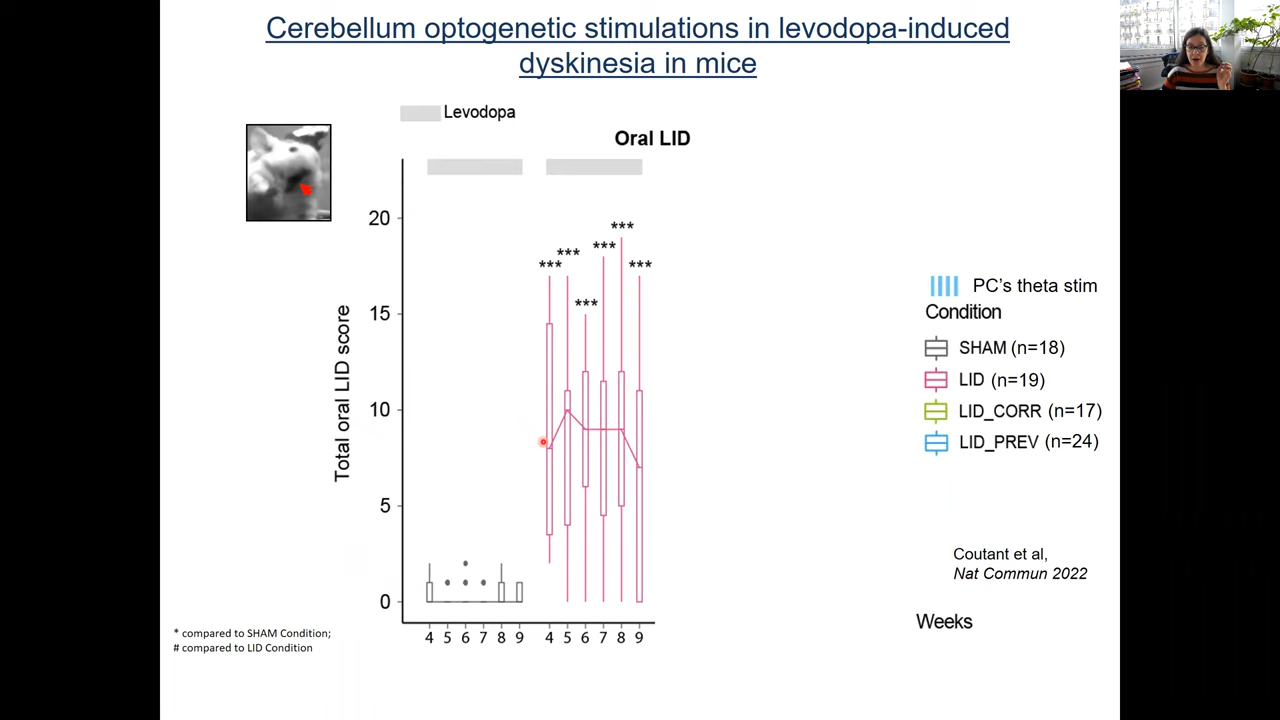 Cerebellum optogenetic stimulations in levodopa-induced
dyskinesia in mice
Levodopa
Oral LID
Total oral LID score
20
15
10
5
0
***
***
***
***
***
***
4 5 6 7 8 9 4 5 6 7 8 9
Weeks
PC's theta stim
Condition
SHAM (n=18)
LID (n=19)
LID_CORR (n=17)
LID_PREV (n=24)
Coutant et al,
Nat Commun 2022
* compared to SHAM Condition;
# compared to LID Condition